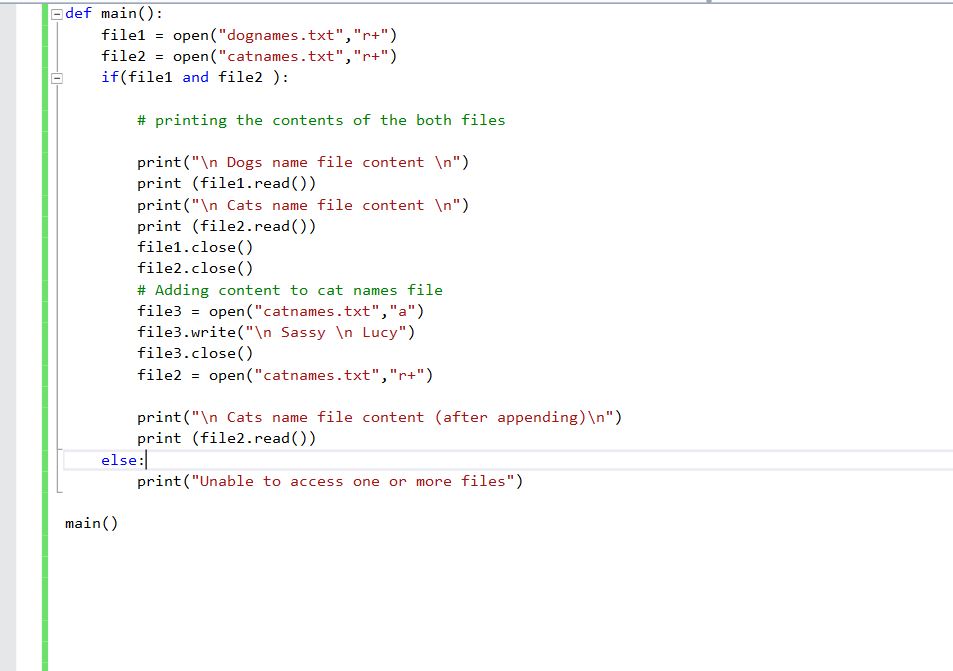 def main():
    file1 = open("dognames.txt","r+")
    file2 = open("catnames.txt","r+")
    if(file1 and file2 ):
        # printing the contents of the both files
        print("\n Dogs name file content \n")
        print (file1.read())
        print("\n Cats name file content \n")
        print (file2.read())
        file1.close()
        file2.close()
        # Adding content to cat names file
        file3 = open("catnames.txt","a")
        file3.write("\n Sassy \n Lucy")
        file3.close()
        file2 = open("catnames.txt","r+")
        print("\n Cats name file content (after appending)\n")
        print (file2.read())
    else:
        print("Unable to access one or more files")
main()